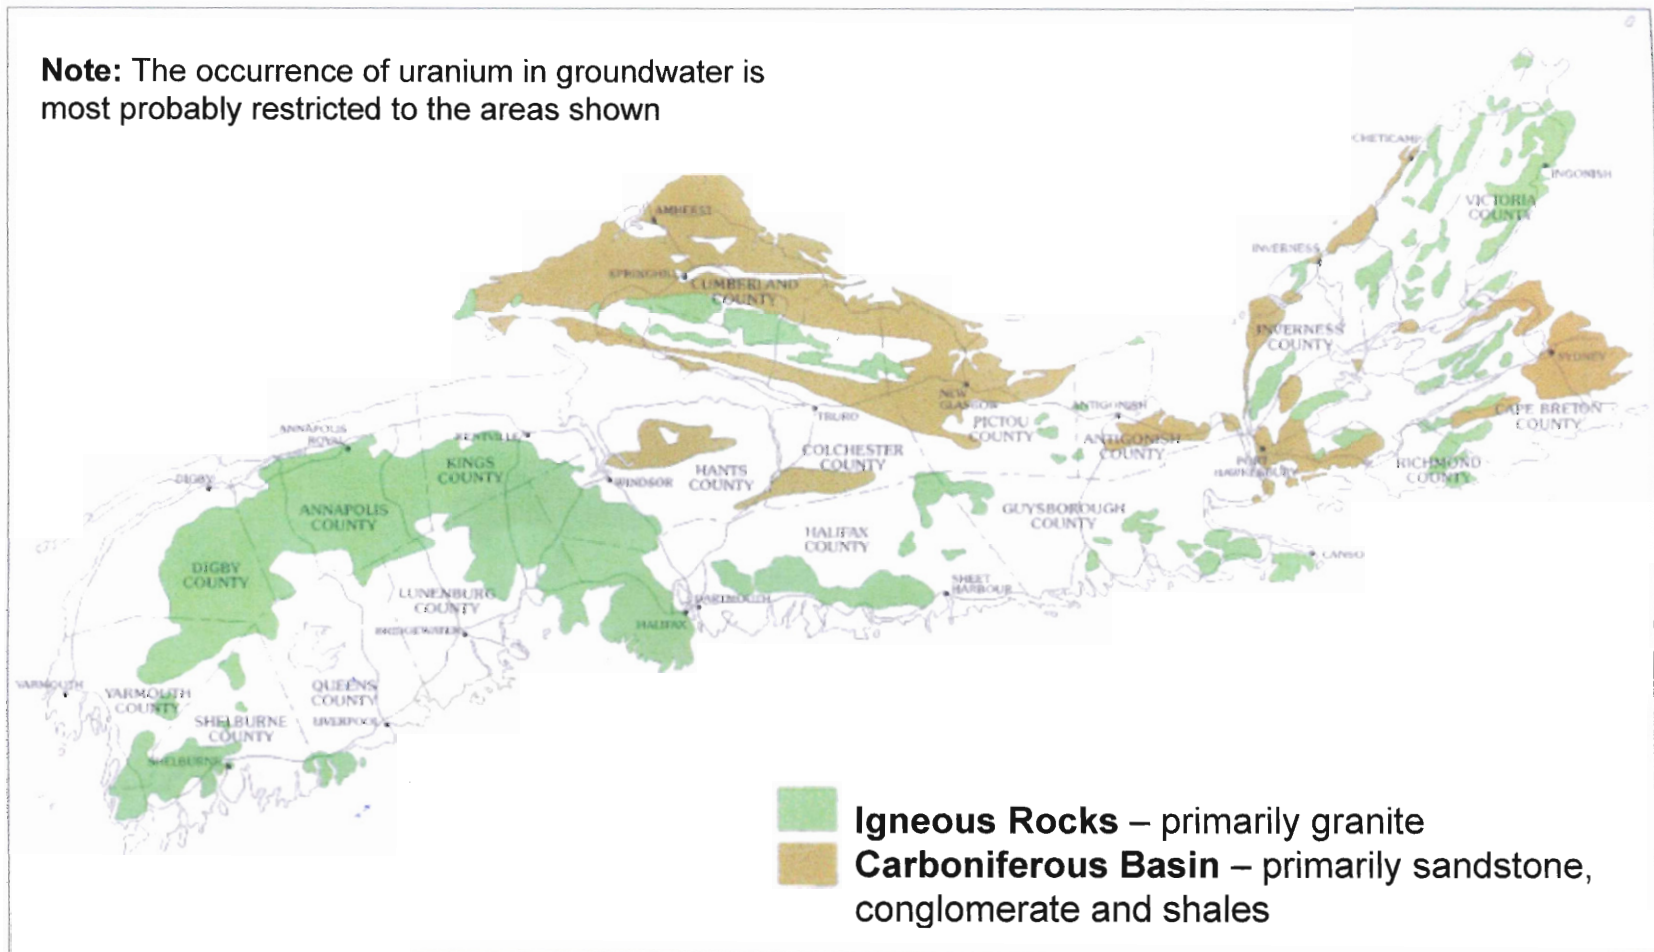 Note: The occurrence of uranium in groundwater is
most probably restricted to the areas shown
CHETICAMP
INGONISH
VICTORIA
COUNTY
AMHERST
INVERNESS
SPRINGHILL
CUMBERLAND
COUNTY
INVERNESS
COUNTY
SYDNEY
NEW
GLASGOW
ANTIGONISH
CAPE BRETON
COUNTY
TRURO
PICTOU
COUNTY
ANTIGONISH
COUNTY
ANNAPOLIS
ROYAL
KENTVILLE
COLCHESTER
COUNTY
KINGS
COUNTY
HANTS
COUNTY
PORT
HAWKESBURY
RICHMOND
COUNTY
DIGBY
WINDSOR
ANNAPOLIS
COUNTY
GUYSBOROUGH
COUNTY
HALIFAX
COUNTY
CANSO
DIGBY
COUNTY
SHEET
HARBOUR
LUNENBURG
COUNTY
DARTMOUTH
HALIFAX
BRIDGEWATER
YARMOUTH
YARMOUTH
COUNTY
QUEENS
COUNTY
SHELBURNE
COUNTY
LIVERPOOL
SHELBURNE
Igneous Rocks – primarily granite
Carboniferous Basin – primarily sandstone,
conglomerate and shales